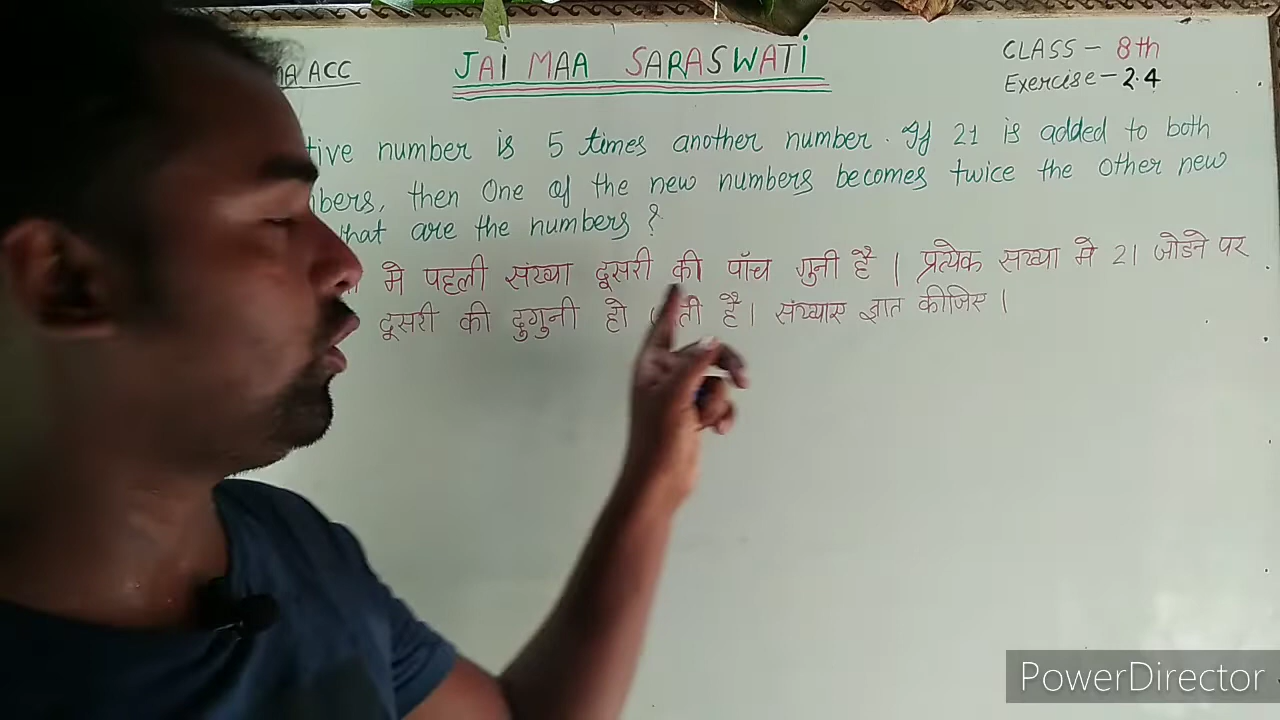 ACC
JAI MAA SARASWATI
CLASS - 8th
Exercise - 2.4
tive number is 5 times another number. If 21 is added to both
bers, then One of the new numbers becomes twice the other new
hat are the numbers ?
मे पहली संख्या दूसरी की पाँच गुनी है | प्रत्येक सख्या मे 21 जोडने पर
दूसरी की दुगुनी हो ती है | संख्याए ज्ञात कीजिए |
PowerDirector